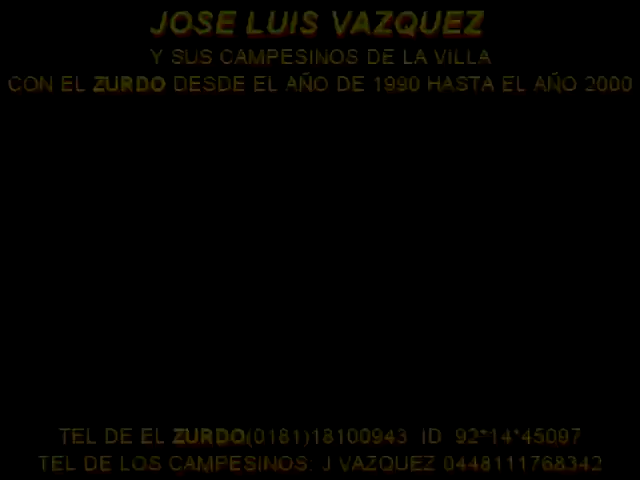 JOSE LUIS VAZQUEZ
Y SUS CAMPESINOS DE LA VILLA
CON EL ZURDO DESDE EL AÑO DE 1990 HASTA EL AÑO 2000
TEL DE EL ZURDO(0181)18100943 ID 92*14*45097
TEL DE LOS CAMPESINOS: J VAZQUEZ 0448111768342